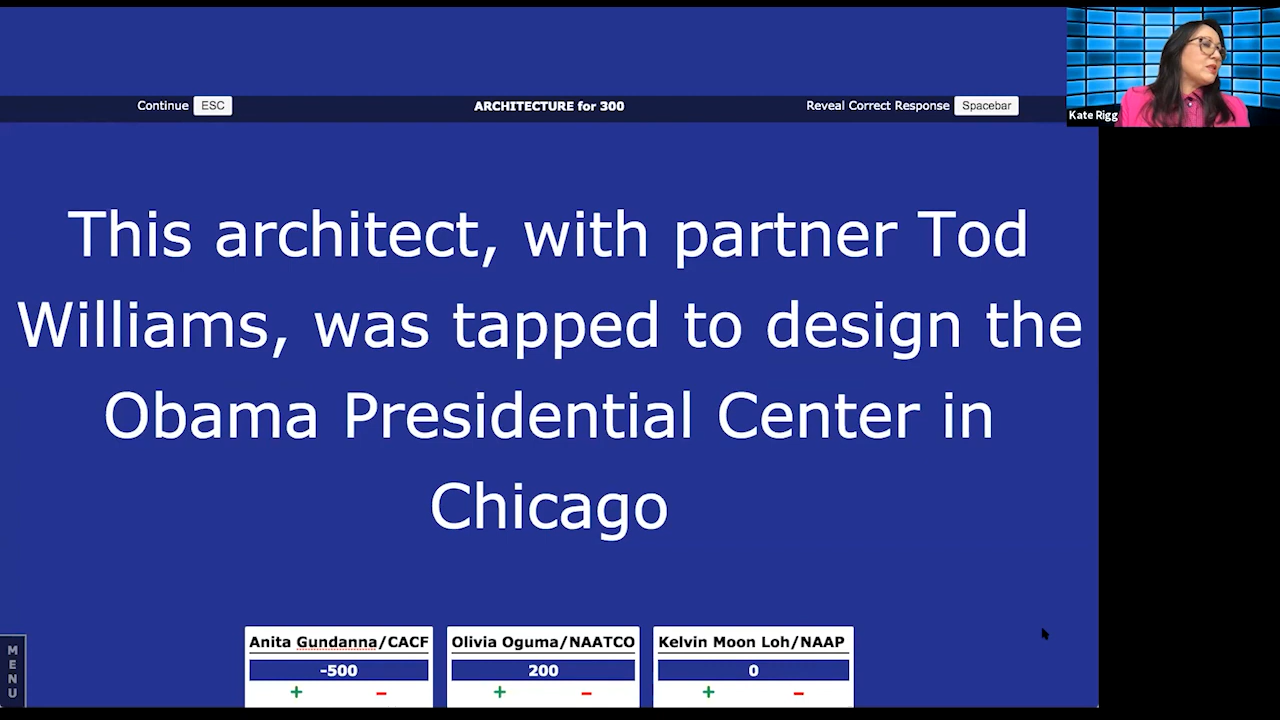 Continue ESC
ARCHITECTURE for 300
Reveal Correct Response Spacebar
Kate Rigg
This architect, with partner Tod
Williams, was tapped to design the
Obama Presidential Center in
Chicago
MENU
Anita Gundanna/CACF
-500
+ −
Olivia Oguma/NAATCO
200
+ −
Kelvin Moon Loh/NAAP
0
+ −